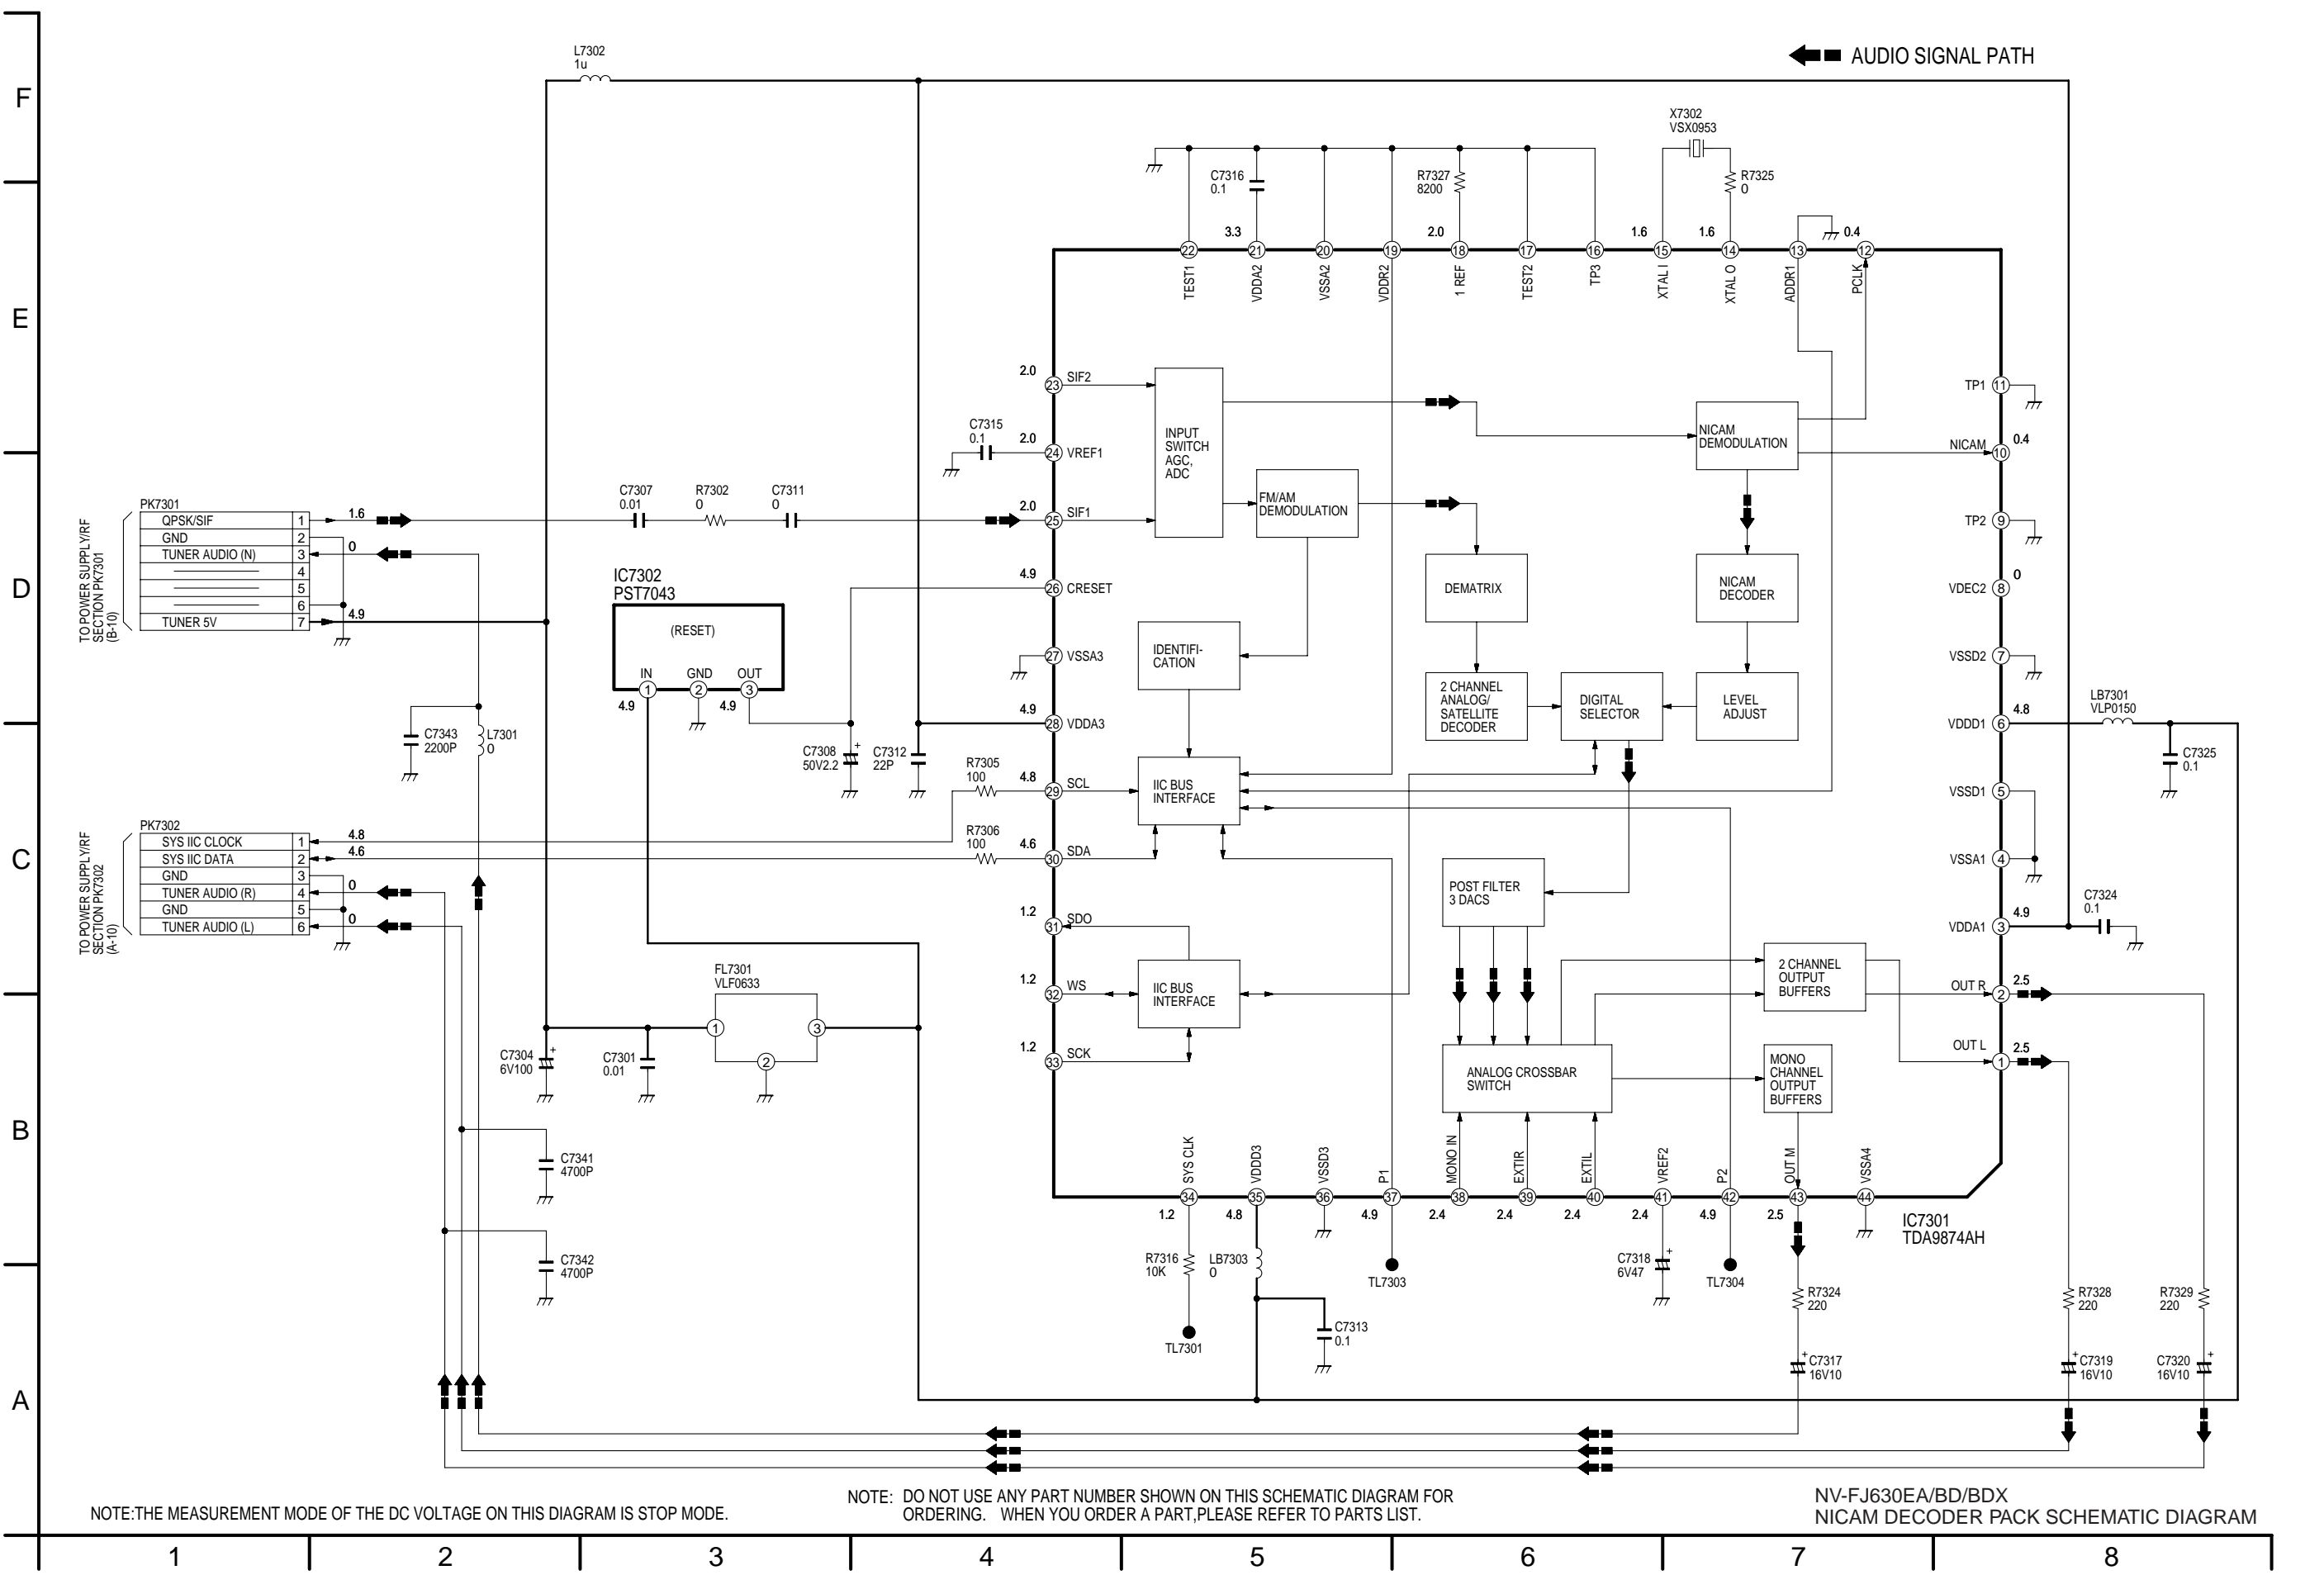 F
E
D
C
B
A
1
2
3
4
5
6
7
8
AUDIO SIGNAL PATH
L7302
1u
X7302
VSX0953
C7316
0.1
R7327
8200
R7325
0
3.3
2.0
1.6
1.6
0.4
22
21
20
19
18
17
16
15
14
13
12
TEST1
VDDA2
VSSA2
VDDR2
1 REF
TEST2
TP3
XTAL I
XTAL O
ADDR1
PCLK
2.0
23
SIF2
C7315
0.1
2.0
24
VREF1
2.0
25
SIF1
4.9
26
CRESET
27
VSSA3
4.9
28
VDDA3
R7305
100
4.8
29
SCL
R7306
100
4.6
30
SDA
1.2
31
SDO
1.2
32
WS
1.2
33
SCK
INPUT
SWITCH
AGC,
ADC
FM/AM
DEMODULATION
NICAM
DEMODULATION
DEMATRIX
NICAM
DECODER
IDENTIFI-
CATION
2 CHANNEL
ANALOG/
SATELLITE
DECODER
DIGITAL
SELECTOR
LEVEL
ADJUST
IIC BUS
INTERFACE
POST FILTER
3 DACS
IIC BUS
INTERFACE
2 CHANNEL
OUTPUT
BUFFERS
ANALOG CROSSBAR
SWITCH
MONO
CHANNEL
OUTPUT
BUFFERS
TP1
11
NICAM
10
0.4
TP2
9
VDEC2
8
0
VSSD2
7
VDDD1
6
4.8
LB7301
VLP0150
C7325
0.1
VSSD1
5
VSSA1
4
C7324
0.1
VDDA1
3
4.9
OUT R
2
2.5
OUT L
1
2.5
PK7301
TO POWER SUPPLY/RF
SECTION PK7301
(B-10)
QPSK/SIF 1
GND 2
TUNER AUDIO (N) 3
4
5
6
TUNER 5V 7
1.6
0
4.9
C7307
0.01
R7302
0
C7311
0
IC7302
PST7043
(RESET)
IN
GND
OUT
1
2
3
4.9
4.9
C7343
2200P
L7301
0
C7308
50V2.2
+
C7312
22P
PK7302
TO POWER SUPPLY/RF
SECTION PK7302
(A-10)
SYS IIC CLOCK 1
SYS IIC DATA 2
GND 3
TUNER AUDIO (R) 4
GND 5
TUNER AUDIO (L) 6
4.8
4.6
0
0
FL7301
VLF0633
1
2
3
C7304
6V100
+
C7301
0.01
C7341
4700P
C7342
4700P
SYS CLK
VDDD3
VSSD3
P1
MONO IN
EXTIR
EXTIL
VREF2
P2
OUT M
VSSA4
34
35
36
37
38
39
40
41
42
43
44
1.2
4.8
4.9
2.4
2.4
2.4
2.4
4.9
2.5
IC7301
TDA9874AH
R7316
10K
LB7303
0
TL7303
C7318
6V47
+
TL7304
R7324
220
R7328
220
R7329
220
TL7301
C7313
0.1
+
C7317
16V10
+
C7319
16V10
C7320
16V10
+
NOTE:THE MEASUREMENT MODE OF THE DC VOLTAGE ON THIS DIAGRAM IS STOP MODE.
NOTE: DO NOT USE ANY PART NUMBER SHOWN ON THIS SCHEMATIC DIAGRAM FOR
ORDERING. WHEN YOU ORDER A PART,PLEASE REFER TO PARTS LIST.
NV-FJ630EA/BD/BDX
NICAM DECODER PACK SCHEMATIC DIAGRAM